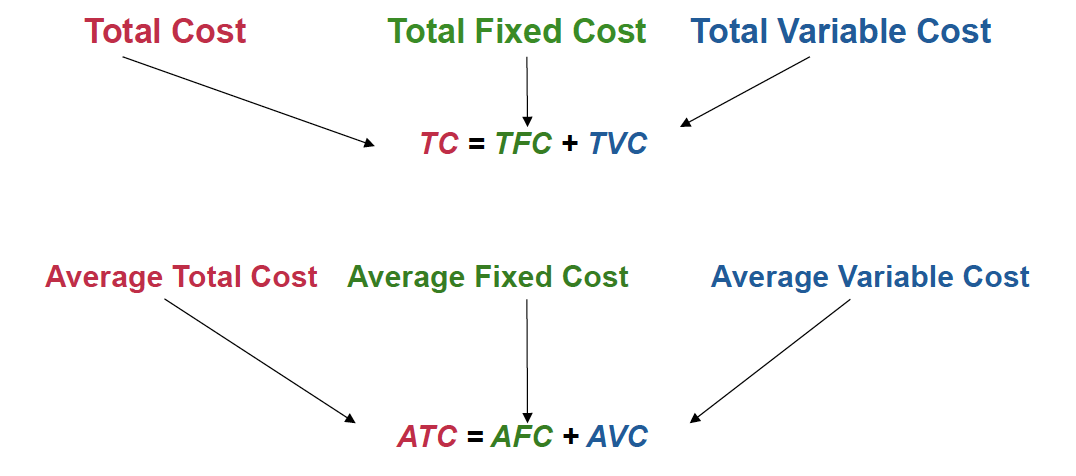 Total Cost Total Fixed Cost Total Variable Cost
TC = TFC + TVC
Average Total Cost Average Fixed Cost Average Variable Cost
ATC = AFC + AVC